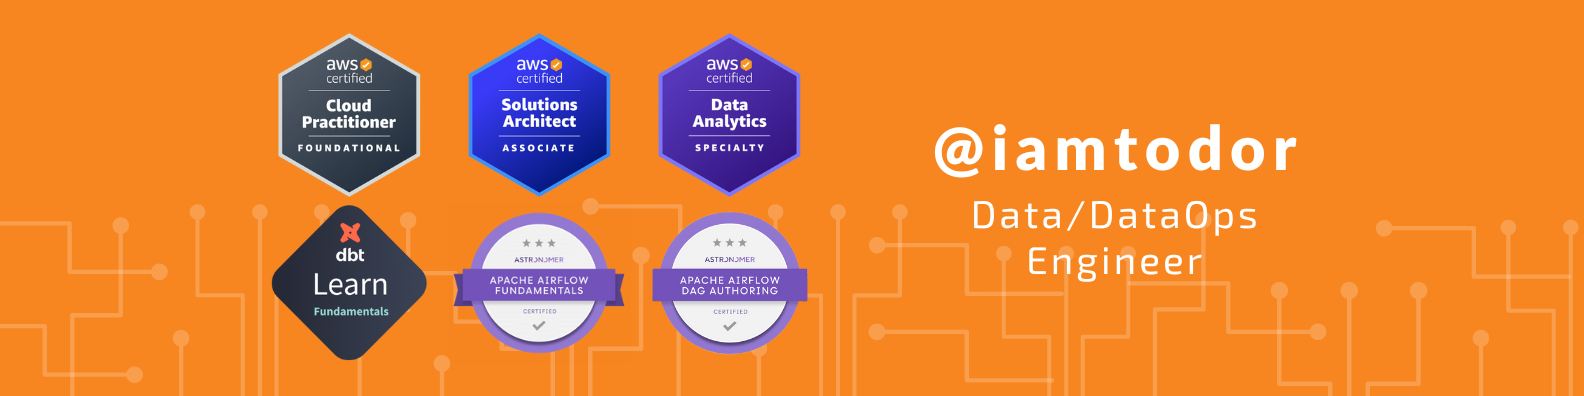 aws
certified
Cloud
Practitioner
FOUNDATIONAL
aws
certified
Solutions
Architect
ASSOCIATE
aws
certified
Data
Analytics
SPECIALTY
dbt
Learn
Fundamentals
ASTRONOMER
APACHE AIRFLOW
FUNDAMENTALS
CERTIFIED
ASTRONOMER
APACHE AIRFLOW
DAG AUTHORING
CERTIFIED
@iamtodor
Data/DataOps
Engineer